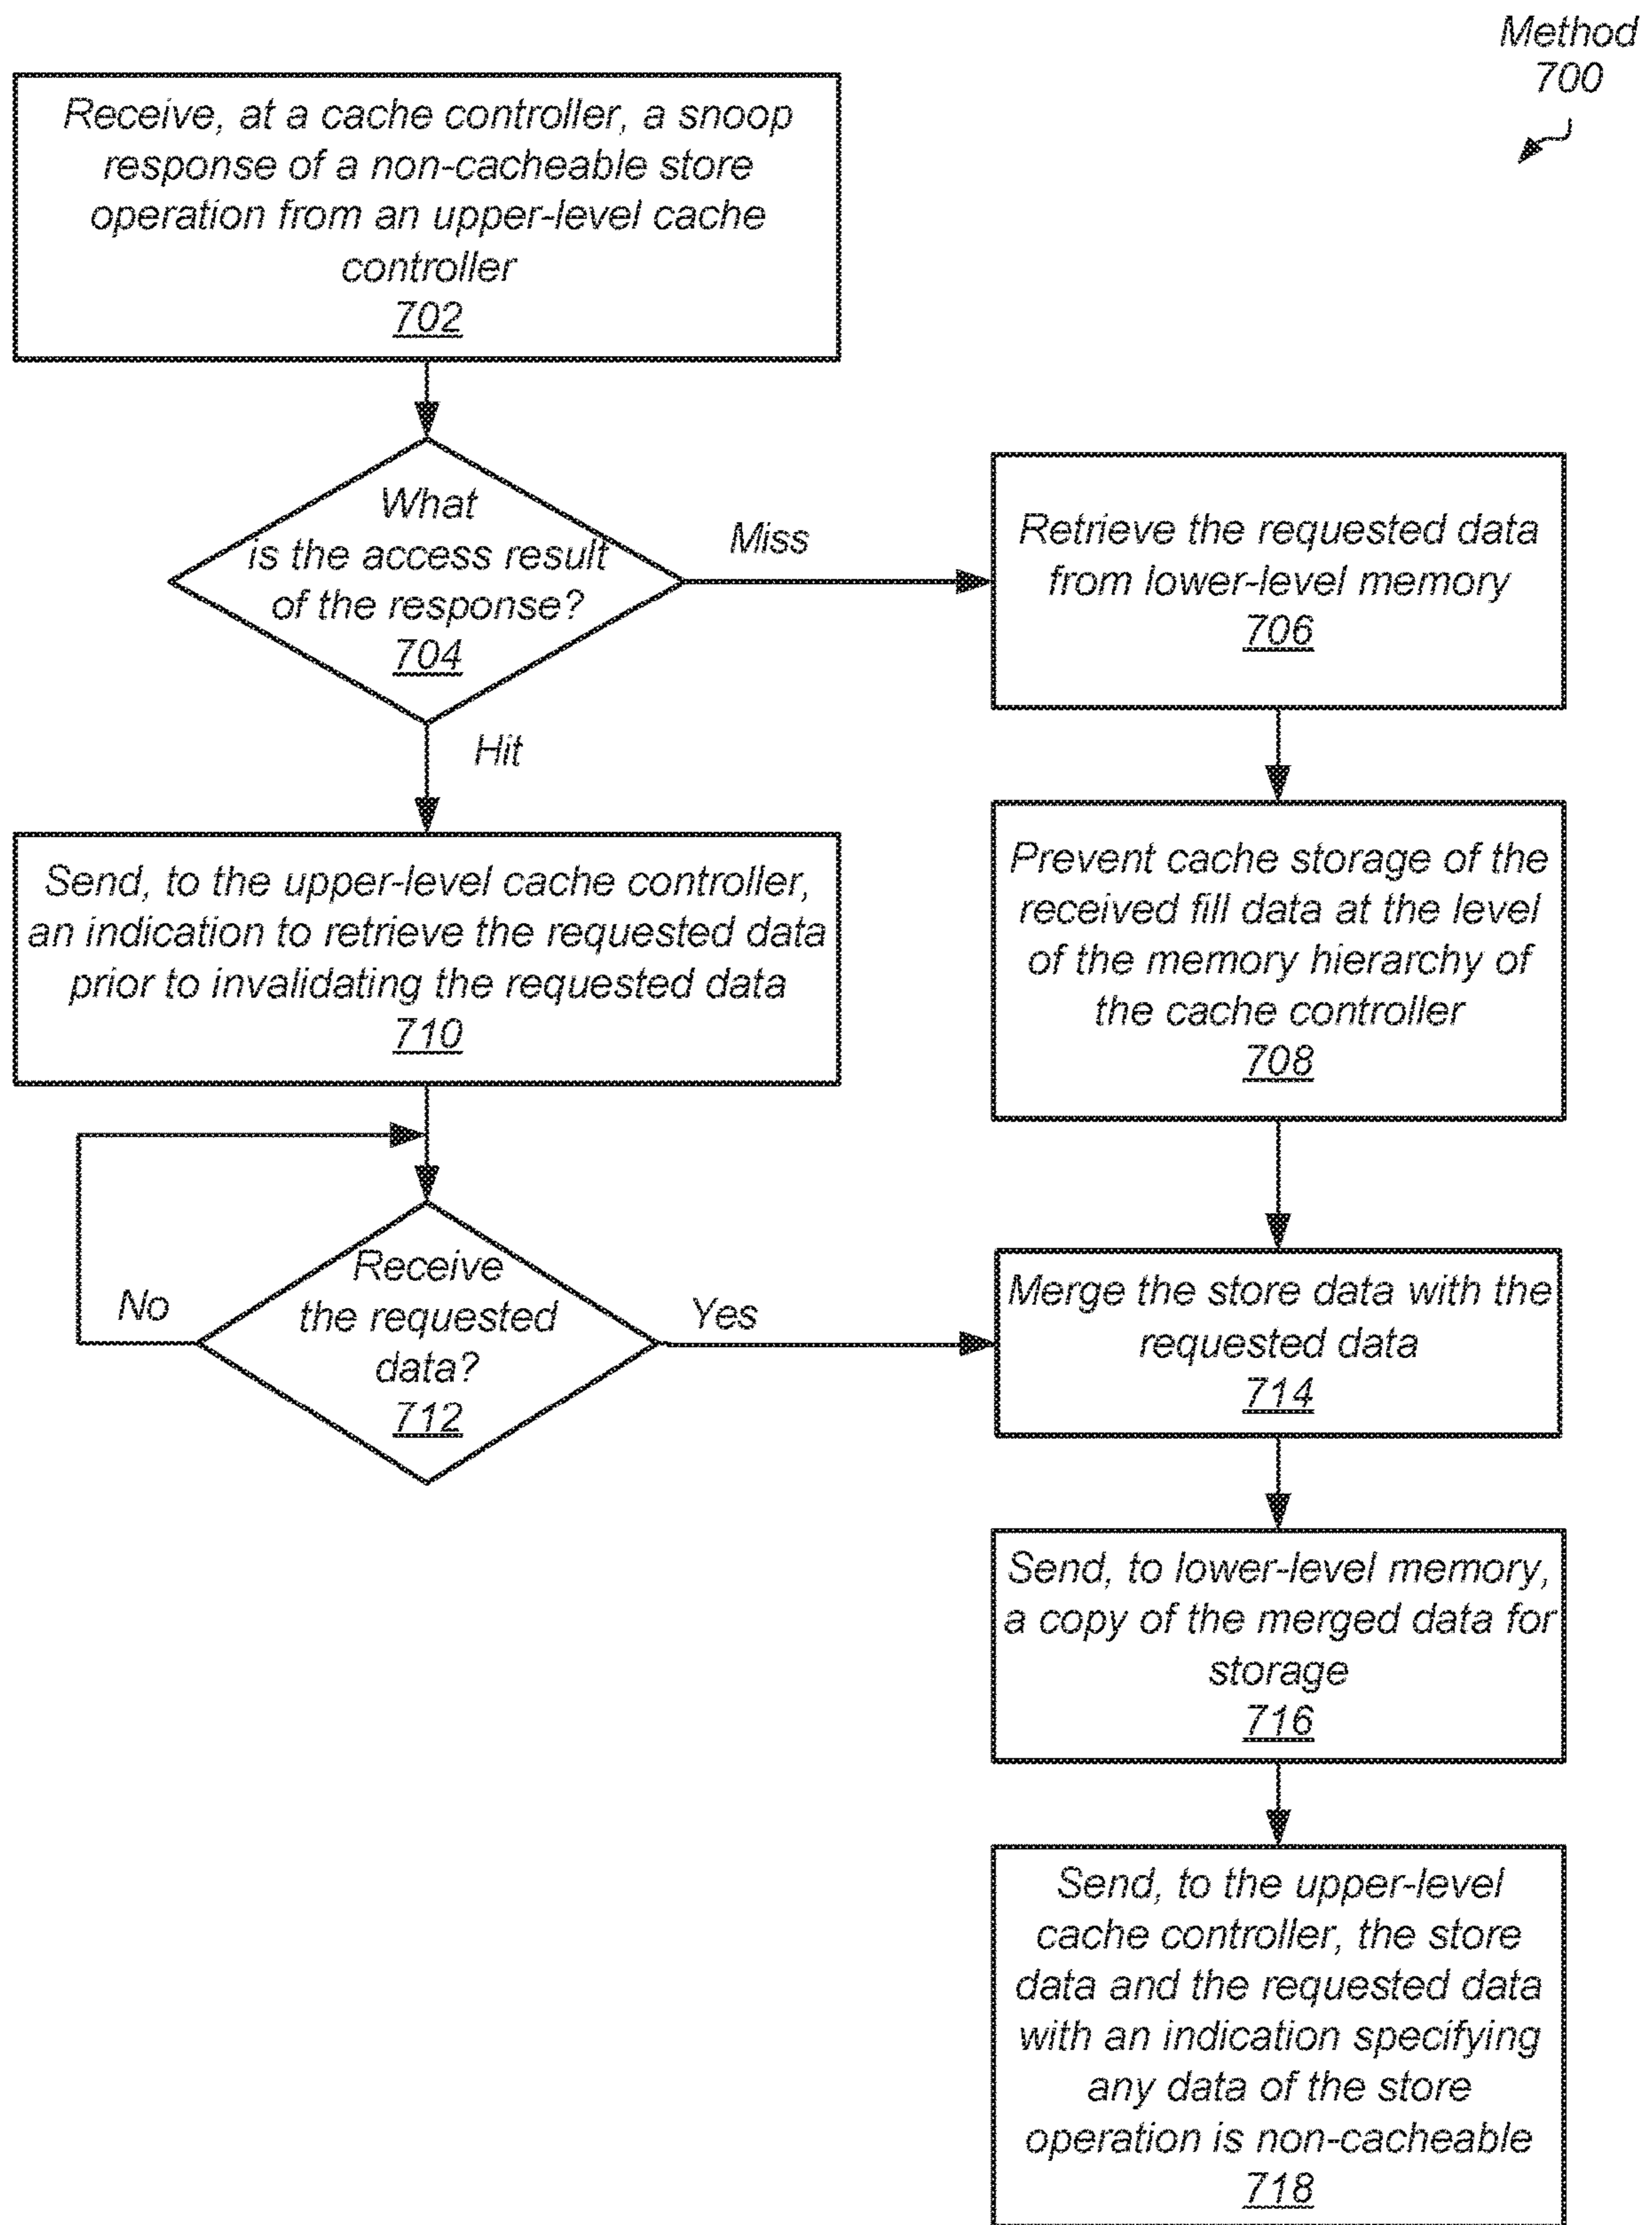 Method
700
Receive, at a cache controller, a snoop
response of a non-cacheable store
operation from an upper-level cache
controller
702
What
is the access result
of the response?
704
Miss
Hit
Retrieve the requested data
from lower-level memory
706
Prevent cache storage of the
received fill data at the level
of the memory hierarchy of
the cache controller
708
Send, to the upper-level cache controller,
an indication to retrieve the requested data
prior to invalidating the requested data
710
Receive
the requested
data?
712
No
Yes
Merge the store data with the
requested data
714
Send, to lower-level memory,
a copy of the merged data for
storage
716
Send, to the upper-level
cache controller, the store
data and the requested data
with an indication specifying
any data of the store
operation is non-cacheable
718